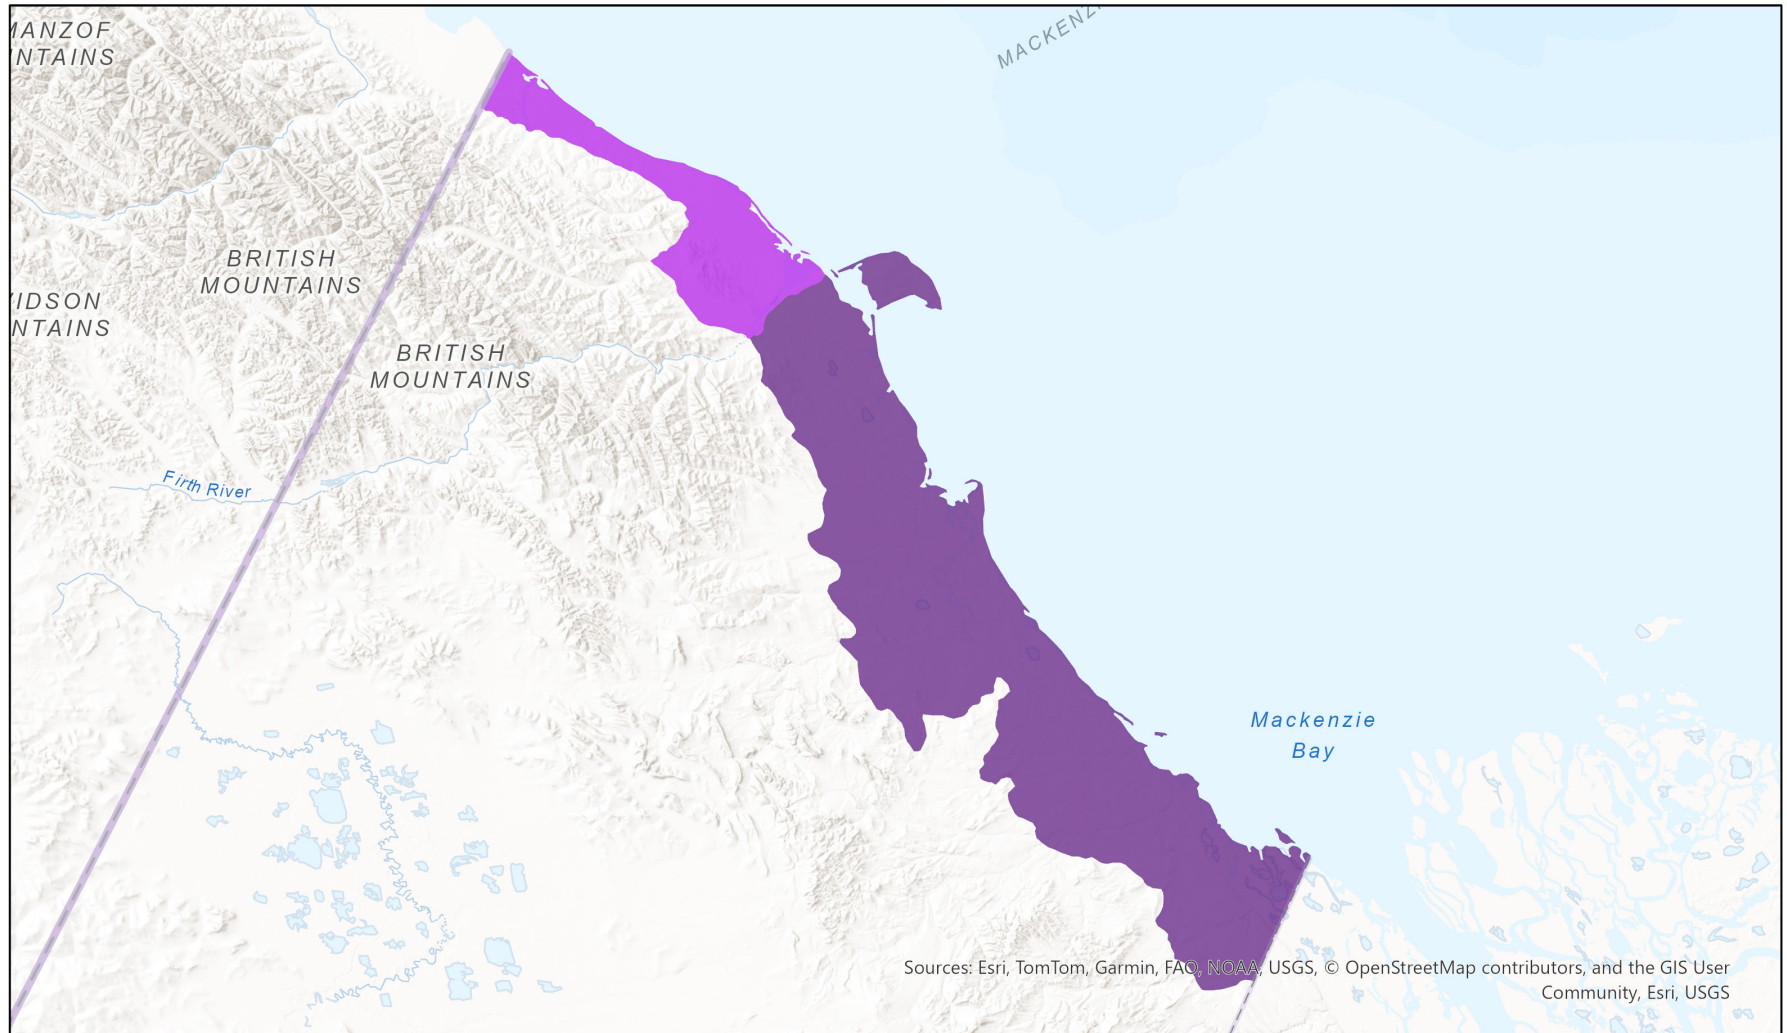 MANZOF
NTAINS
MACKENZ
BRITISH
MOUNTAINS
VIDSON
NTAINS
BRITISH
MOUNTAINS
Firth River
Mackenzie
Bay
Sources: Esri, TomTom, Garmin, FAO, NOAA, USGS, © OpenStreetMap contributors, and the GIS User
Community, Esri, USGS